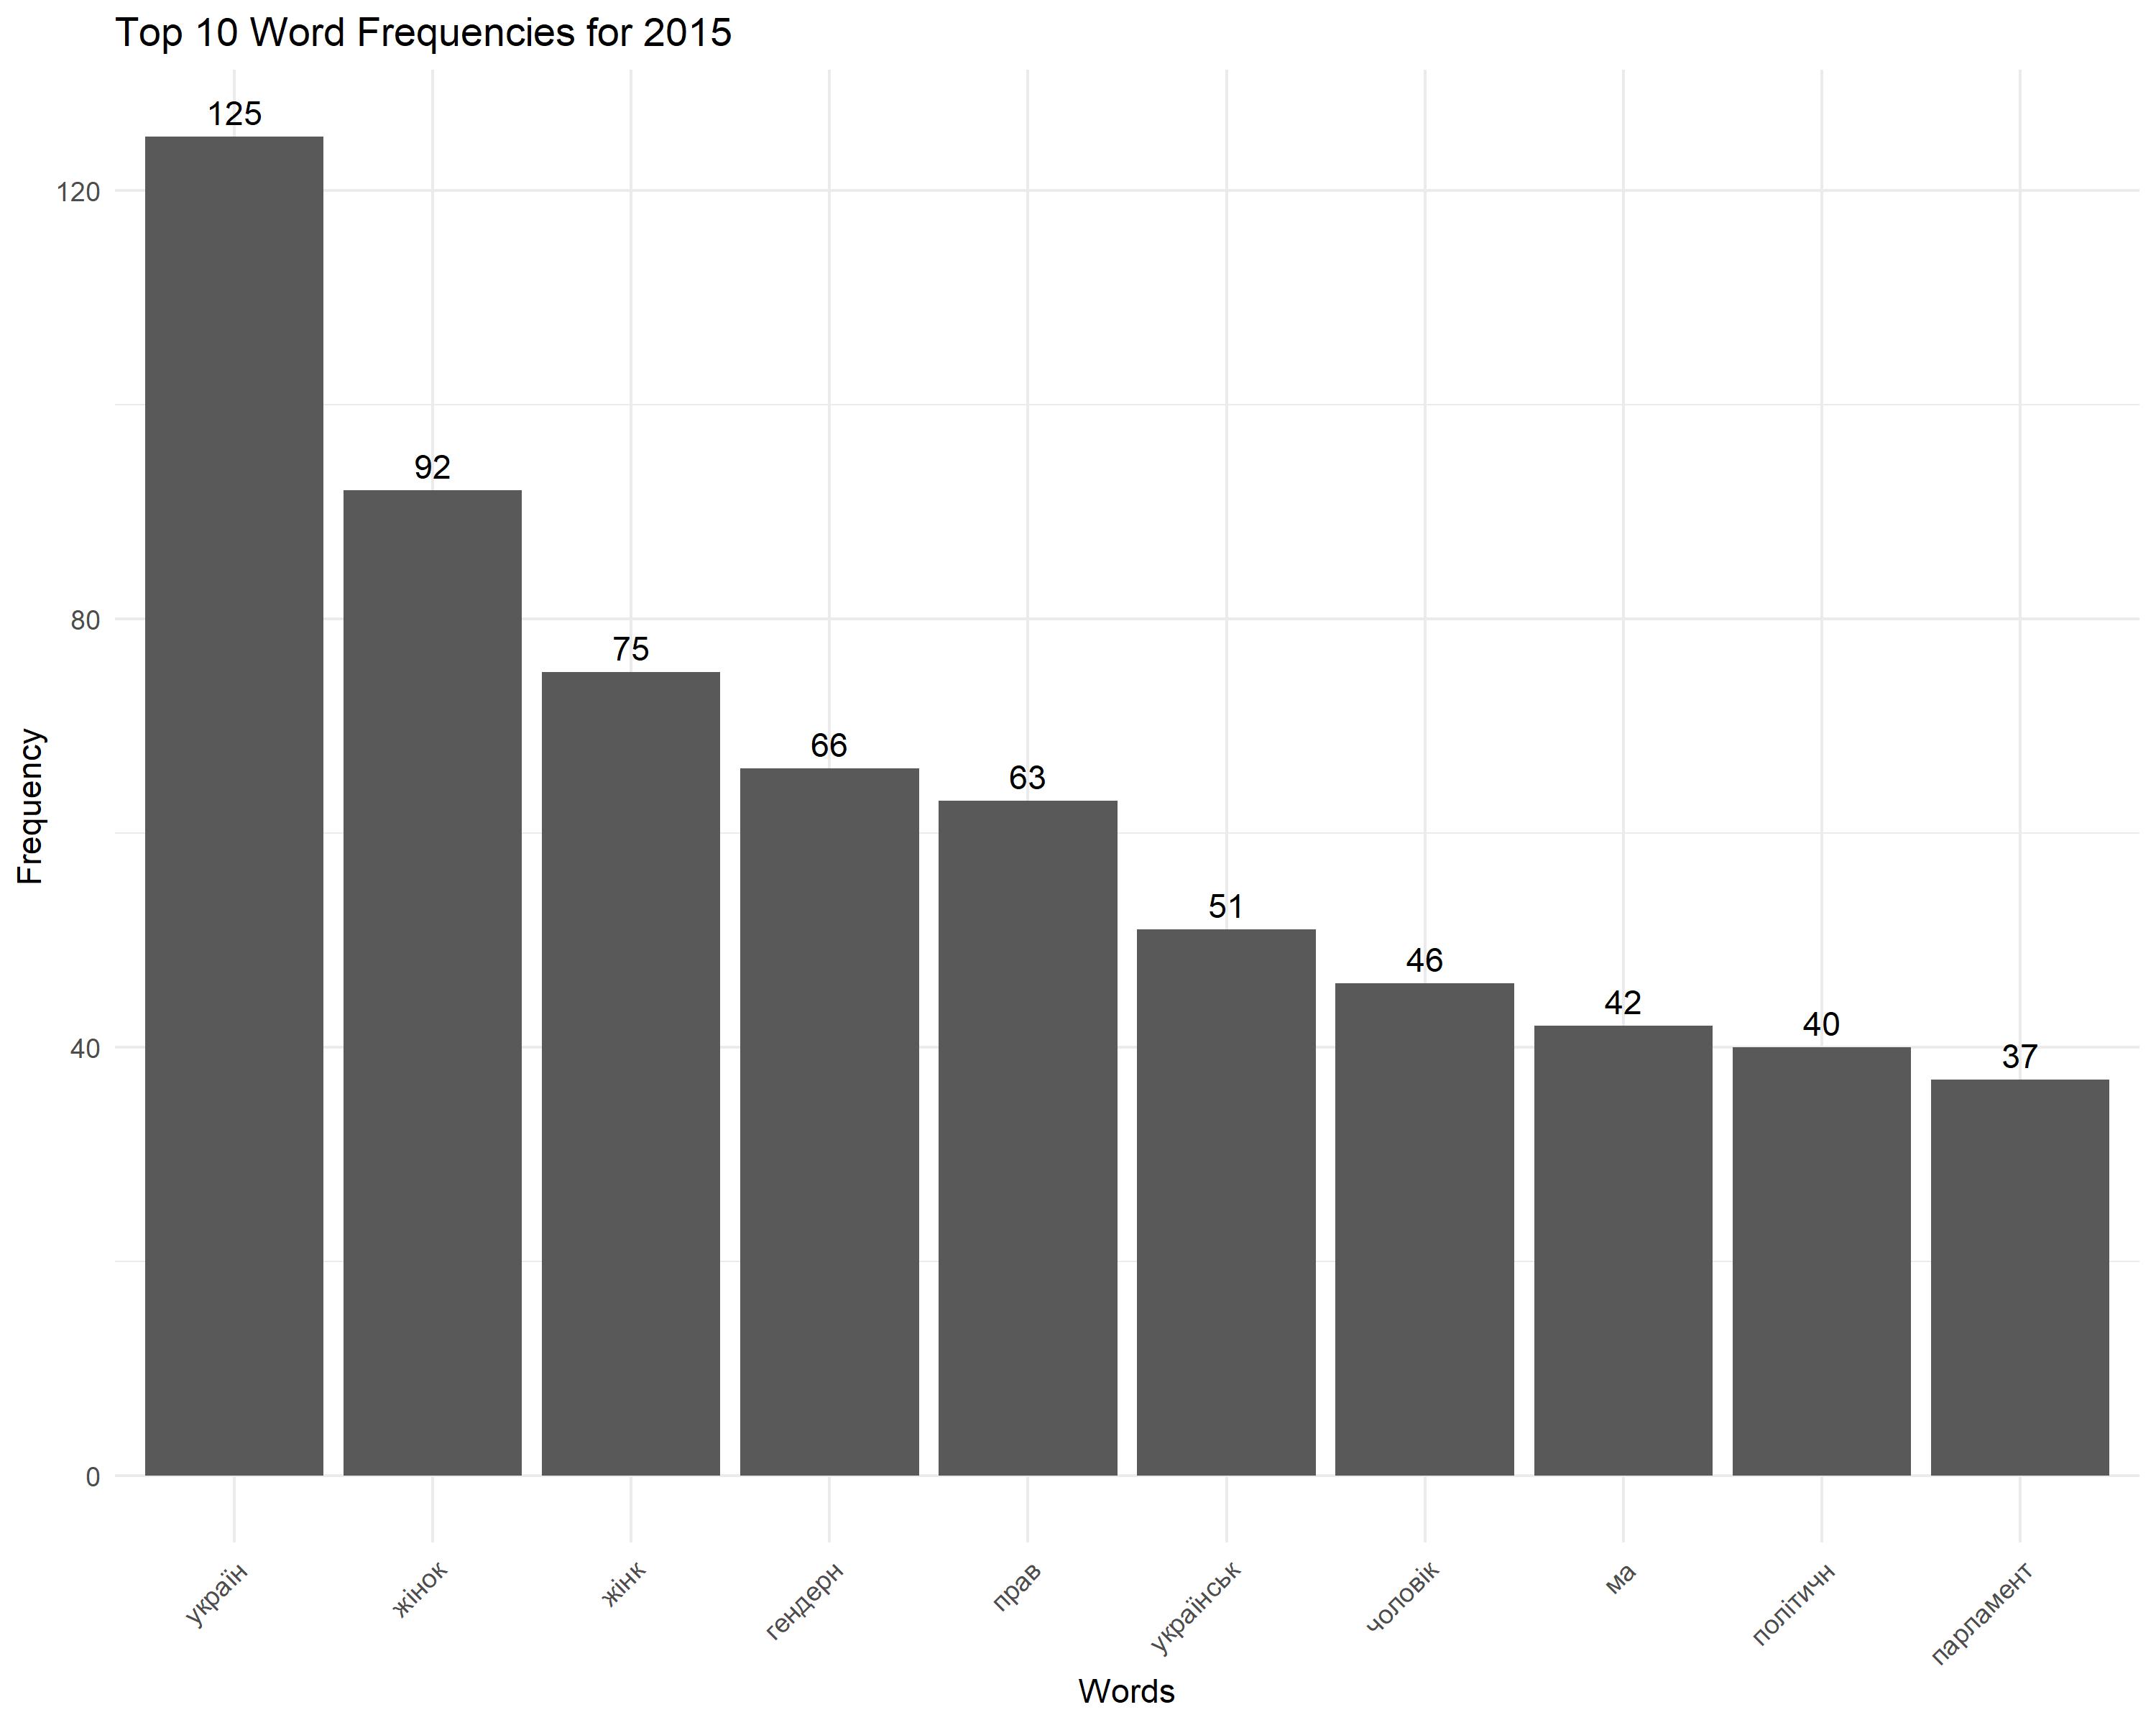 Top 10 Word Frequencies for 2015
125
120
92
80
75
66
63
51
46
42
40
40
37
0
Frequency
україн
жінок
жінк
гендерн
прав
українськ
чоловік
ма
політичн
парламент
Words